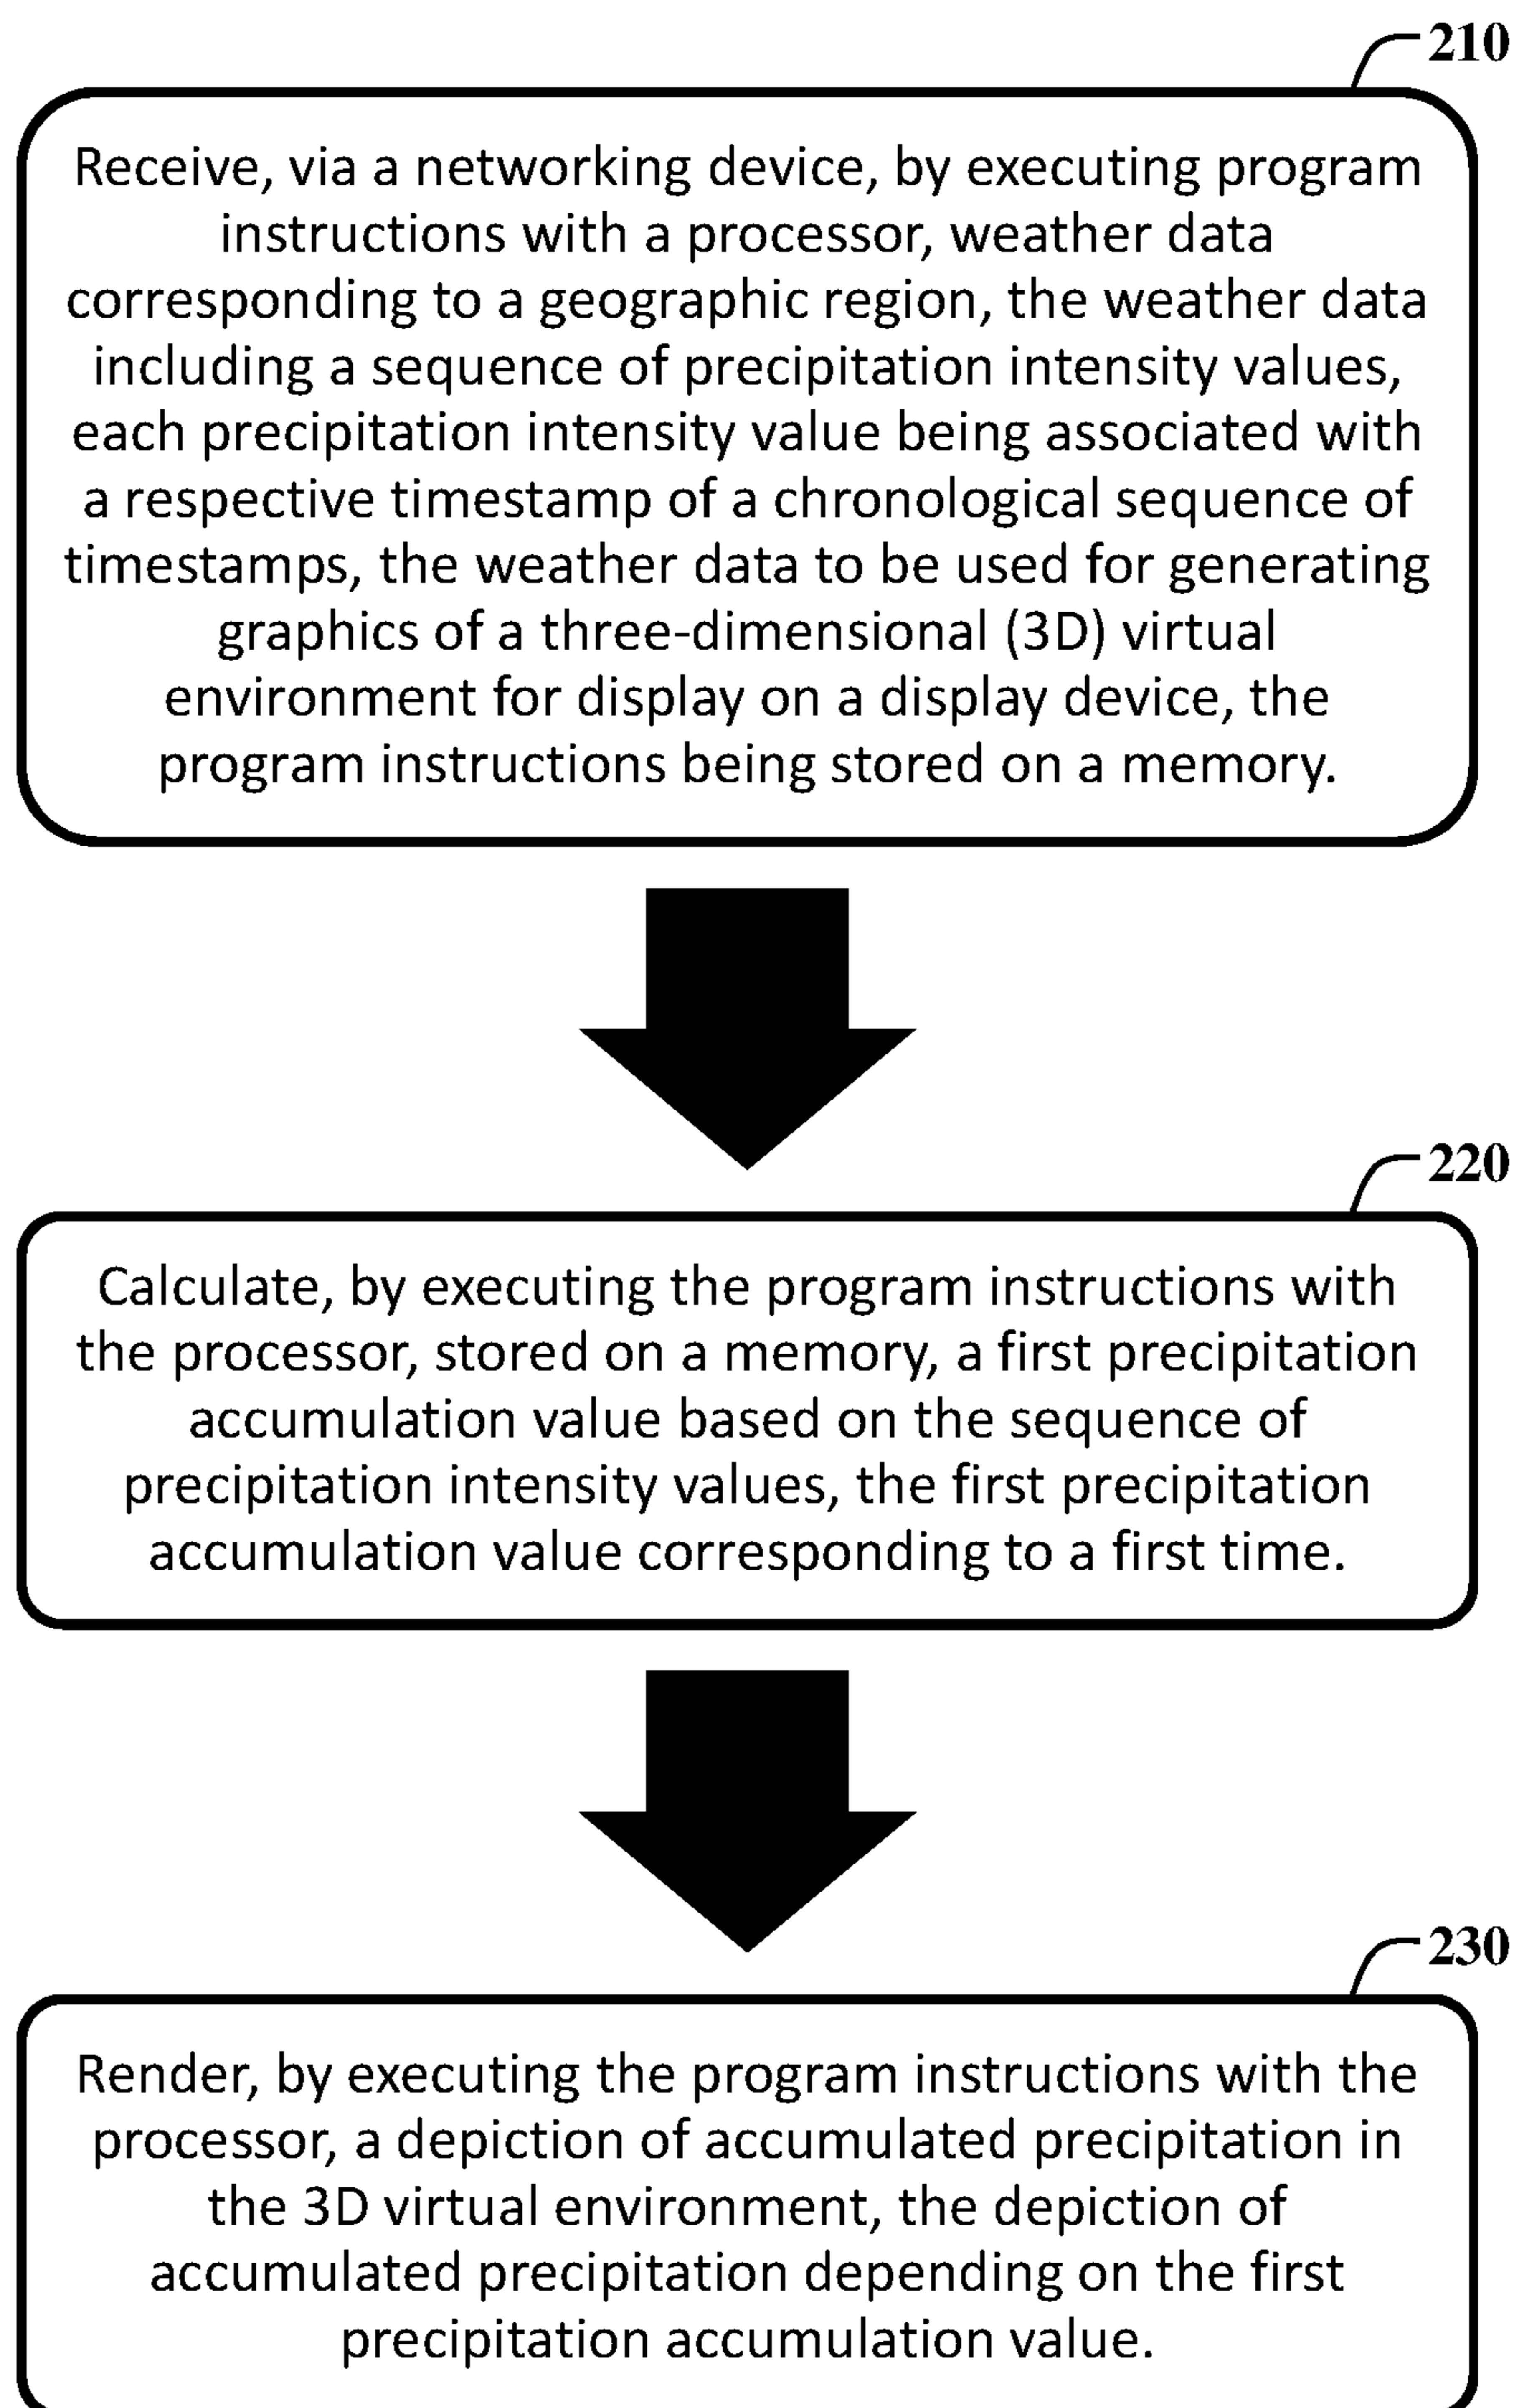 210
Receive, via a networking device, by executing program
instructions with a processor, weather data
corresponding to a geographic region, the weather data
including a sequence of precipitation intensity values,
each precipitation intensity value being associated with
a respective timestamp of a chronological sequence of
timestamps, the weather data to be used for generating
graphics of a three-dimensional (3D) virtual
environment for display on a display device, the
program instructions being stored on a memory.
220
Calculate, by executing the program instructions with
the processor, stored on a memory, a first precipitation
accumulation value based on the sequence of
precipitation intensity values, the first precipitation
accumulation value corresponding to a first time.
230
Render, by executing the program instructions with the
processor, a depiction of accumulated precipitation in
the 3D virtual environment, the depiction of
accumulated precipitation depending on the first
precipitation accumulation value.